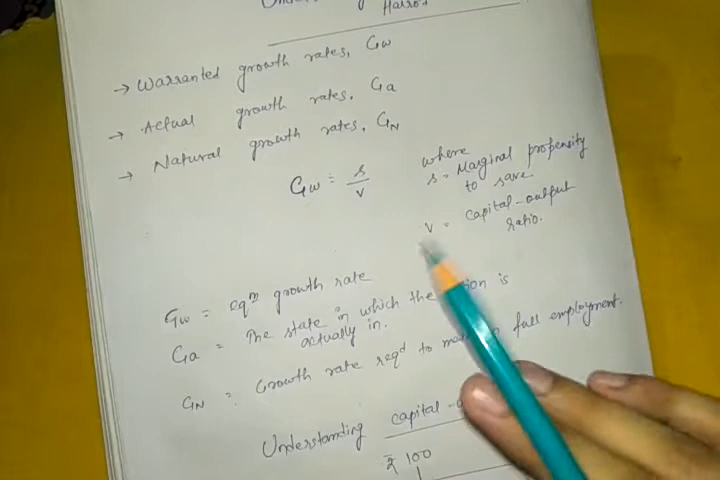 Harrod
→ Warranted growth rates, Gw
→ Actual growth rates. Ga
→ Natural growth rates, GN
Gw = s/v
where
s = Marginal propensity
to save.
v = capital-output
ratio.
Gw = eqm growth rate
Ga = The state in which the is
actually in.
GN = Growth rate reqd to full employment.
Understanding capital -
₹ 100